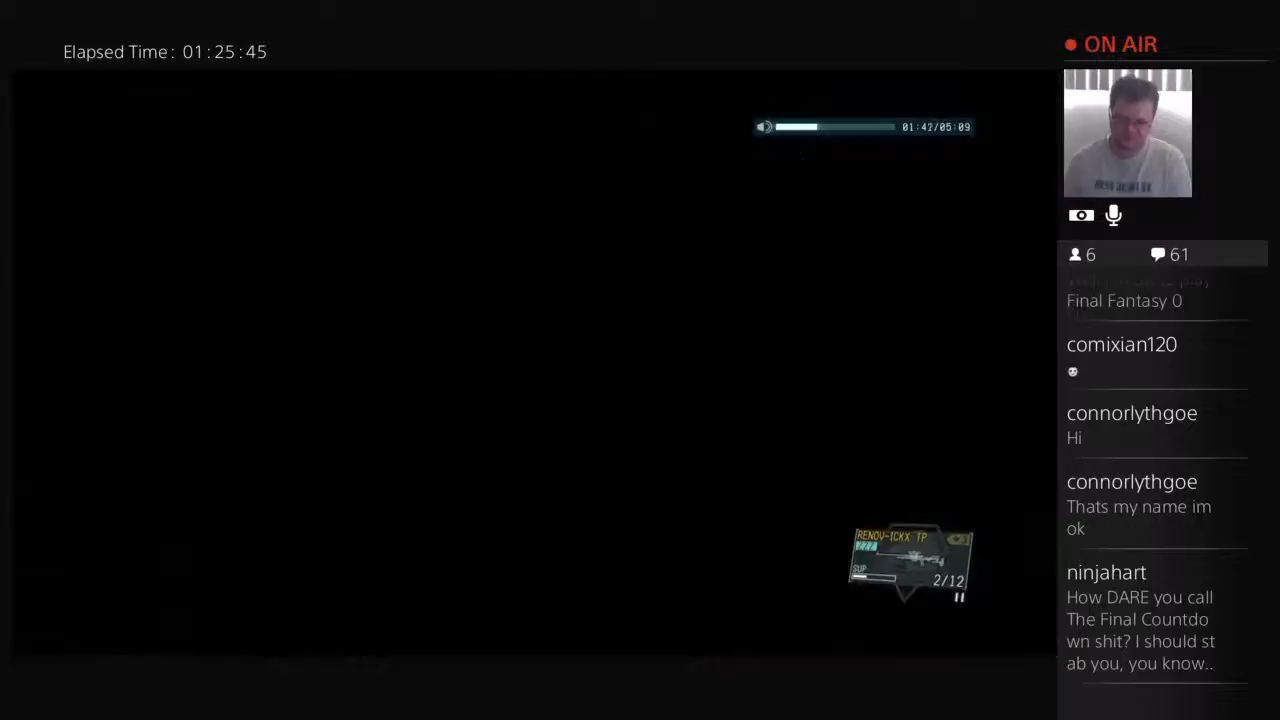 Elapsed Time: 01:25:45
ON AIR
01:42/05:09
6
61
Final Fantasy 0
comixian120
connorlythgoe
Hi
connorlythgoe
Thats my name im
ok
ninjahart
How DARE you call
The Final Countdo
wn shit? I should st
ab you, you know..
RENOV-ICKX TP
ZZZ
SUP
2/12